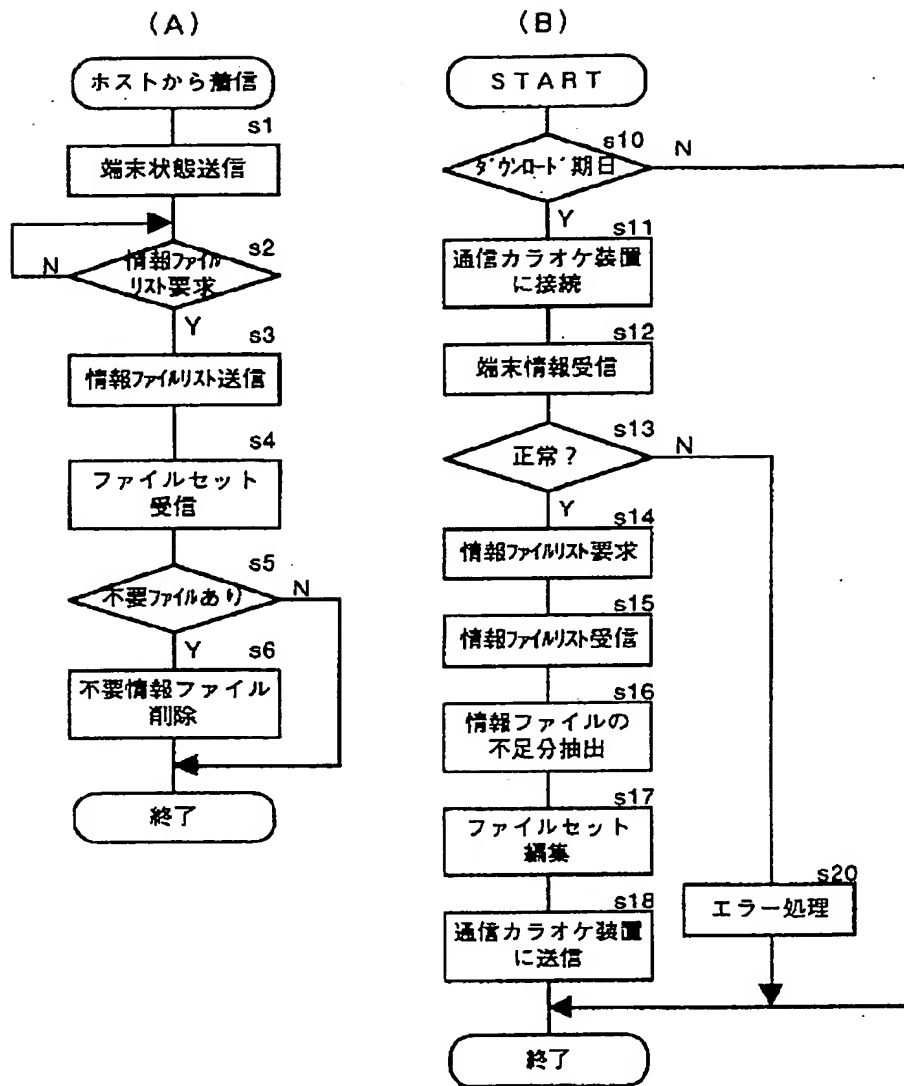 (A)
ホストから着信
s1
端末状態送信
s2
情報ファイル
リスト要求
N
Y
s3
情報ファイルリスト送信
s4
ファイルセット
受信
s5
不要ファイルあり
N
Y
s6
不要情報ファイル
削除
終了
(B)
START
s10
ダウンロード期日
N
Y
s11
通信カラオケ装置
に接続
s12
端末情報受信
s13
正常?
N
Y
s14
情報ファイルリスト要求
s15
情報ファイルリスト受信
s16
情報ファイルの
不足分抽出
s17
ファイルセット
編集
s20
エラー処理
s18
通信カラオケ装置
に送信
終了